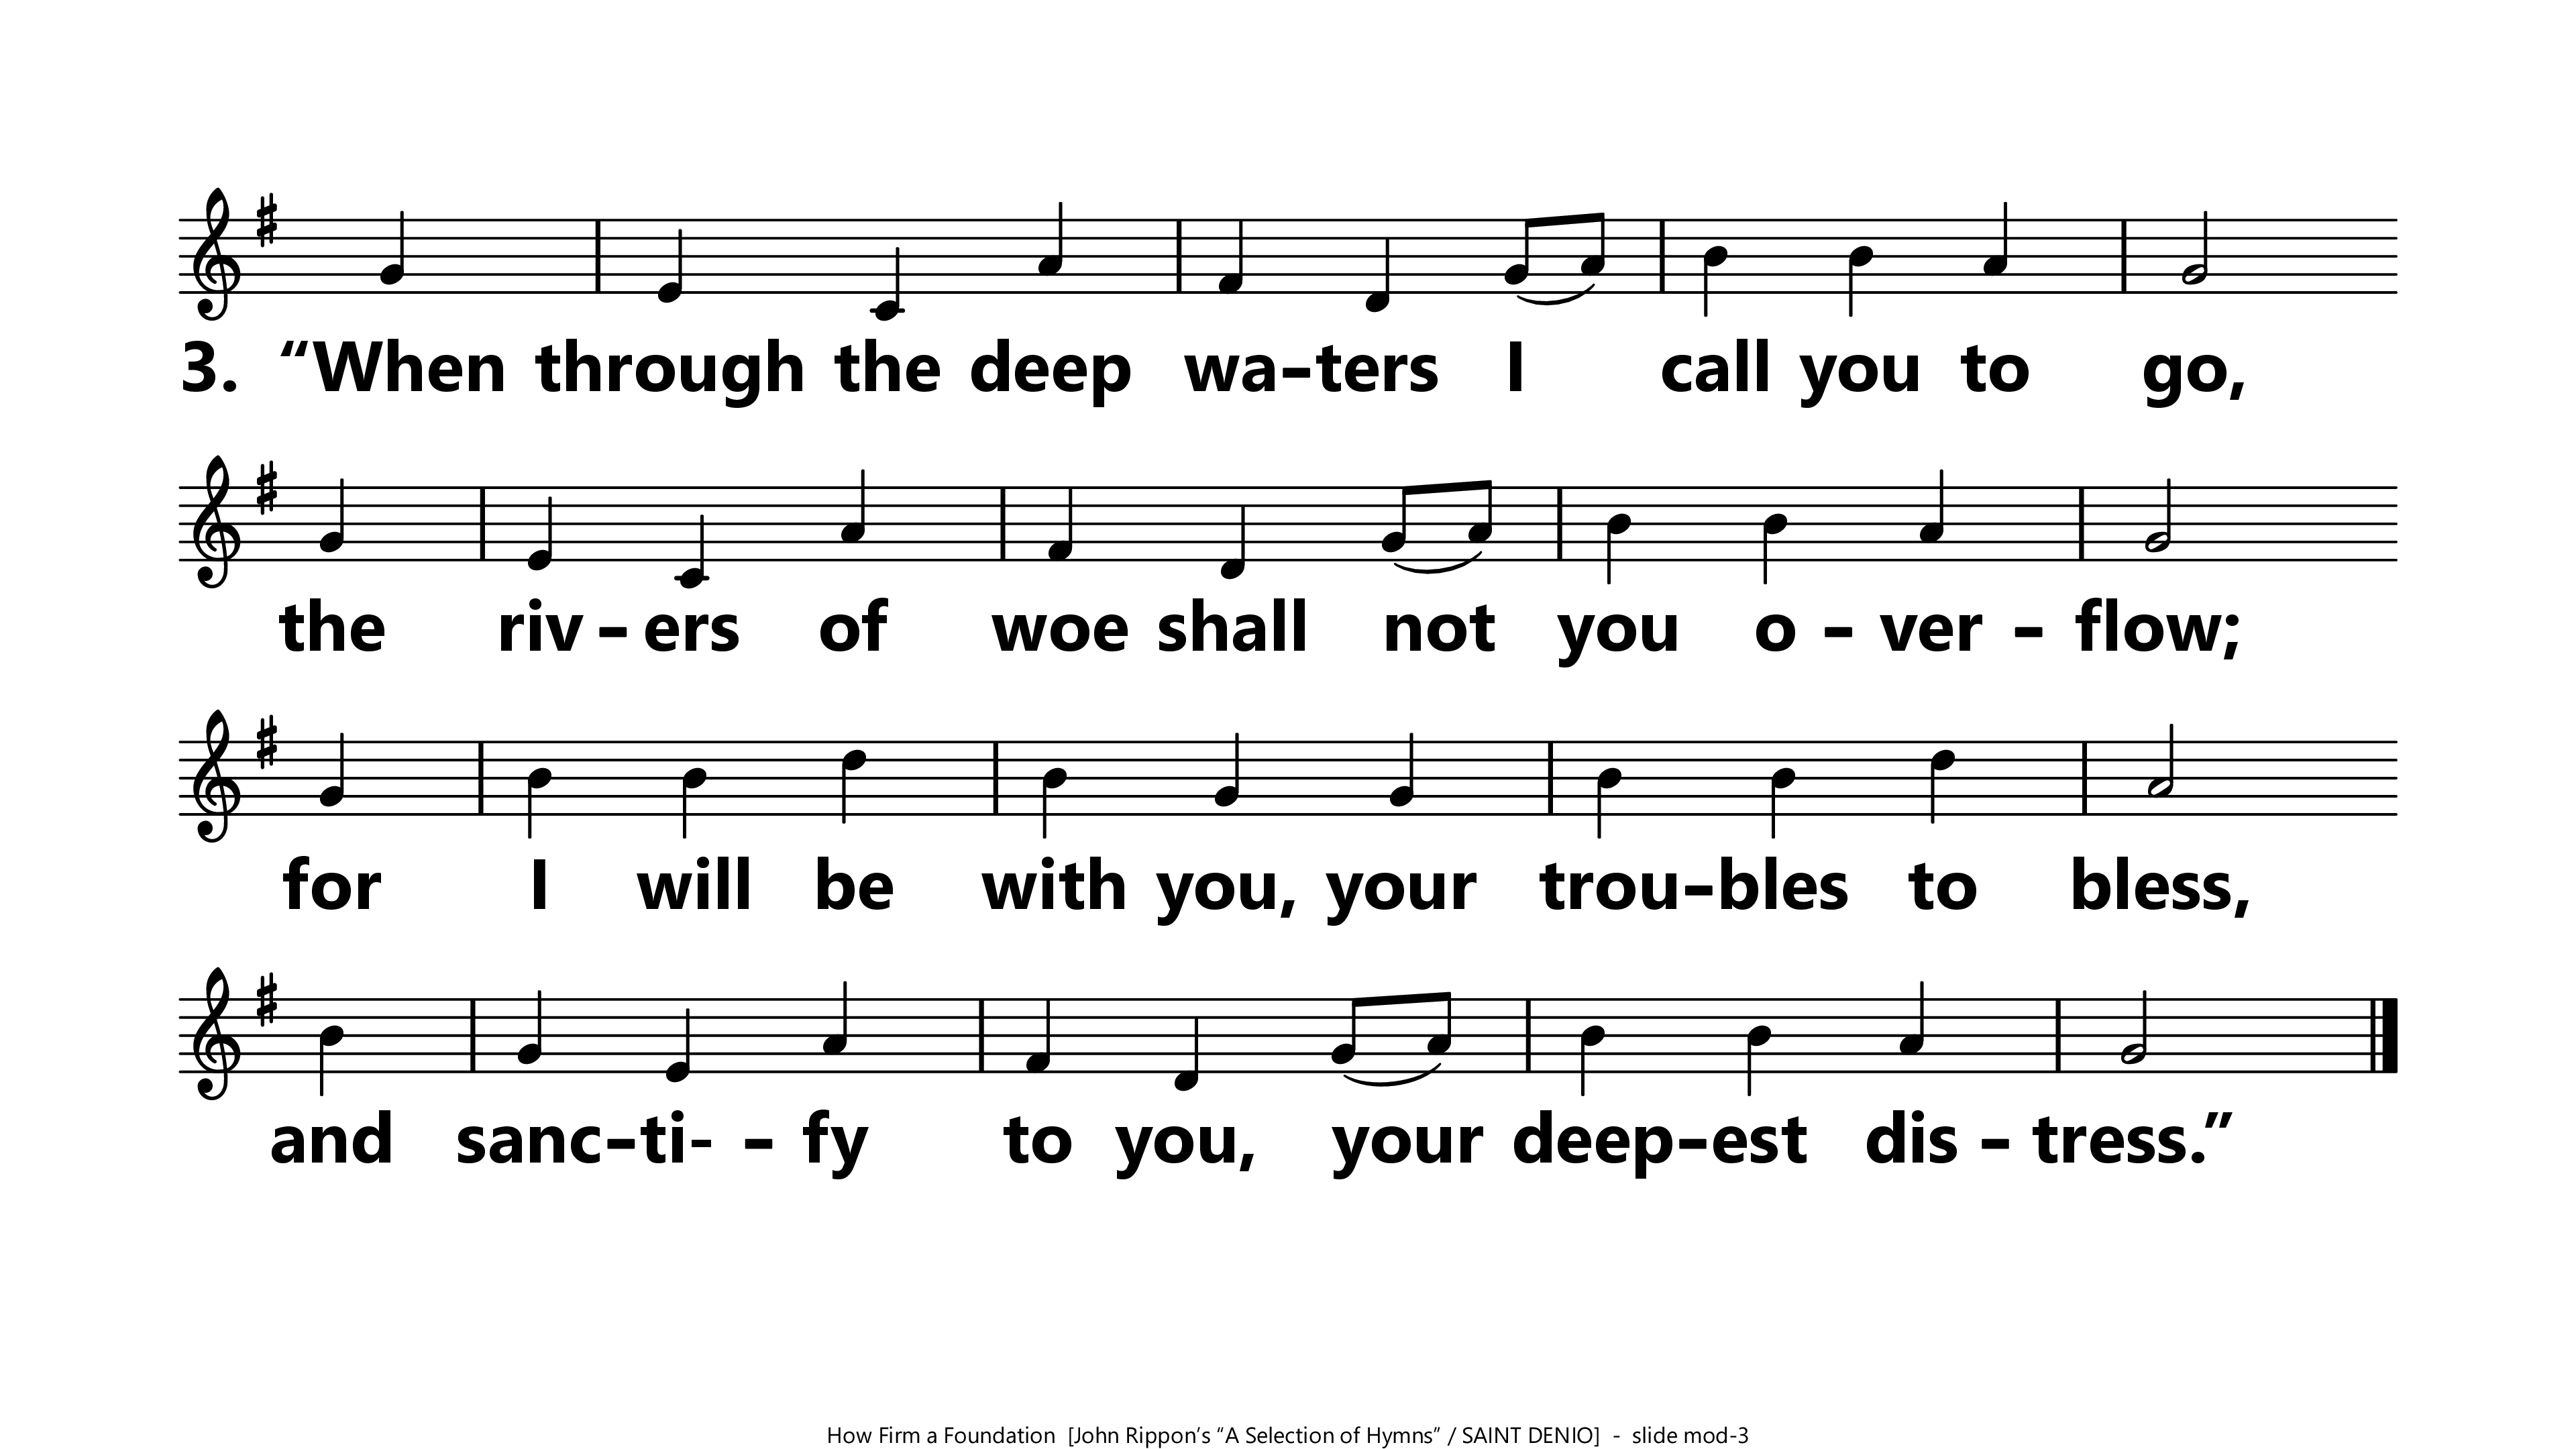 3. “When through the deep wa-ters I call you to go,
the riv - ers of woe shall not you o - ver - flow;
for I will be with you, your trou-bles to bless,
and sanc-ti- - fy to you, your deep-est dis - tress.”
How Firm a Foundation [John Rippon’s “A Selection of Hymns” / SAINT DENIO] - slide mod-3